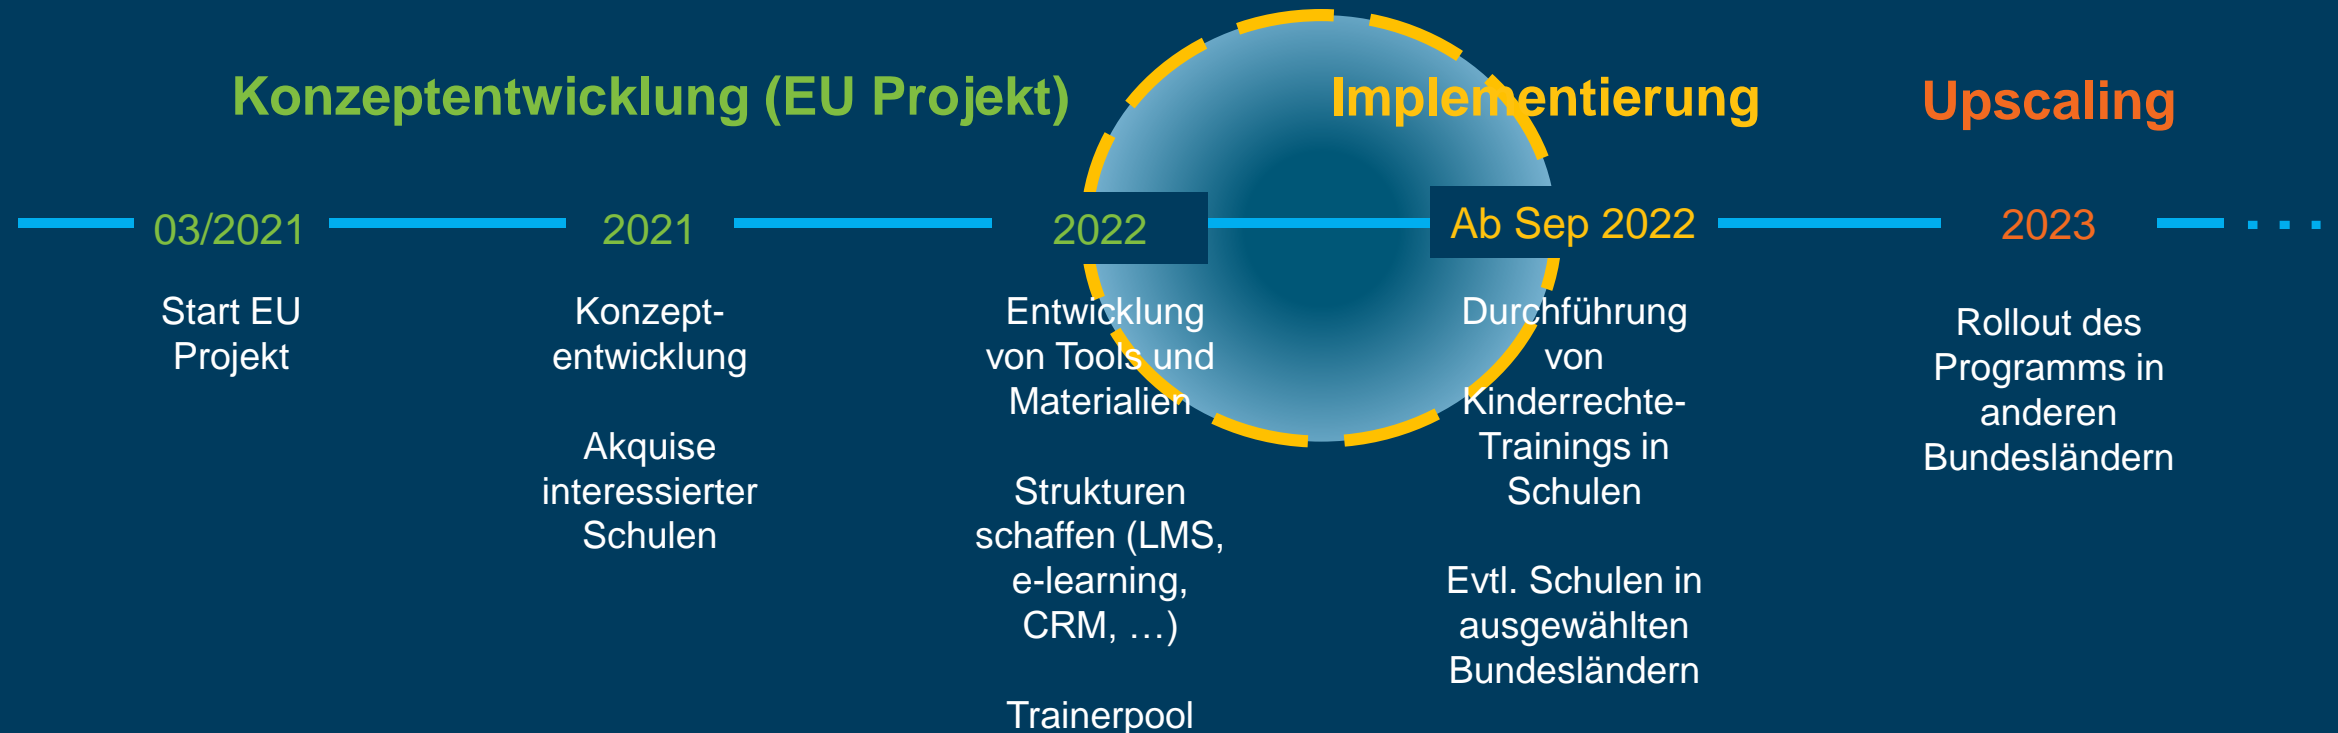 Konzeptentwicklung (EU Projekt)
Implementierung
Upscaling
03/2021
2021
2022
Ab Sep 2022
2023
Start EU
Projekt
Konzept-
entwicklung
Akquise
interessierter
Schulen
Entwicklung
von Tools und
Materialien
Strukturen
schaffen (LMS,
e-learning,
CRM, …)
Trainerpool
Durchführung
von
Kinderrechte-
Trainings in
Schulen
Evtl. Schulen in
ausgewählten
Bundesländern
Rollout des
Programms in
anderen
Bundesländern